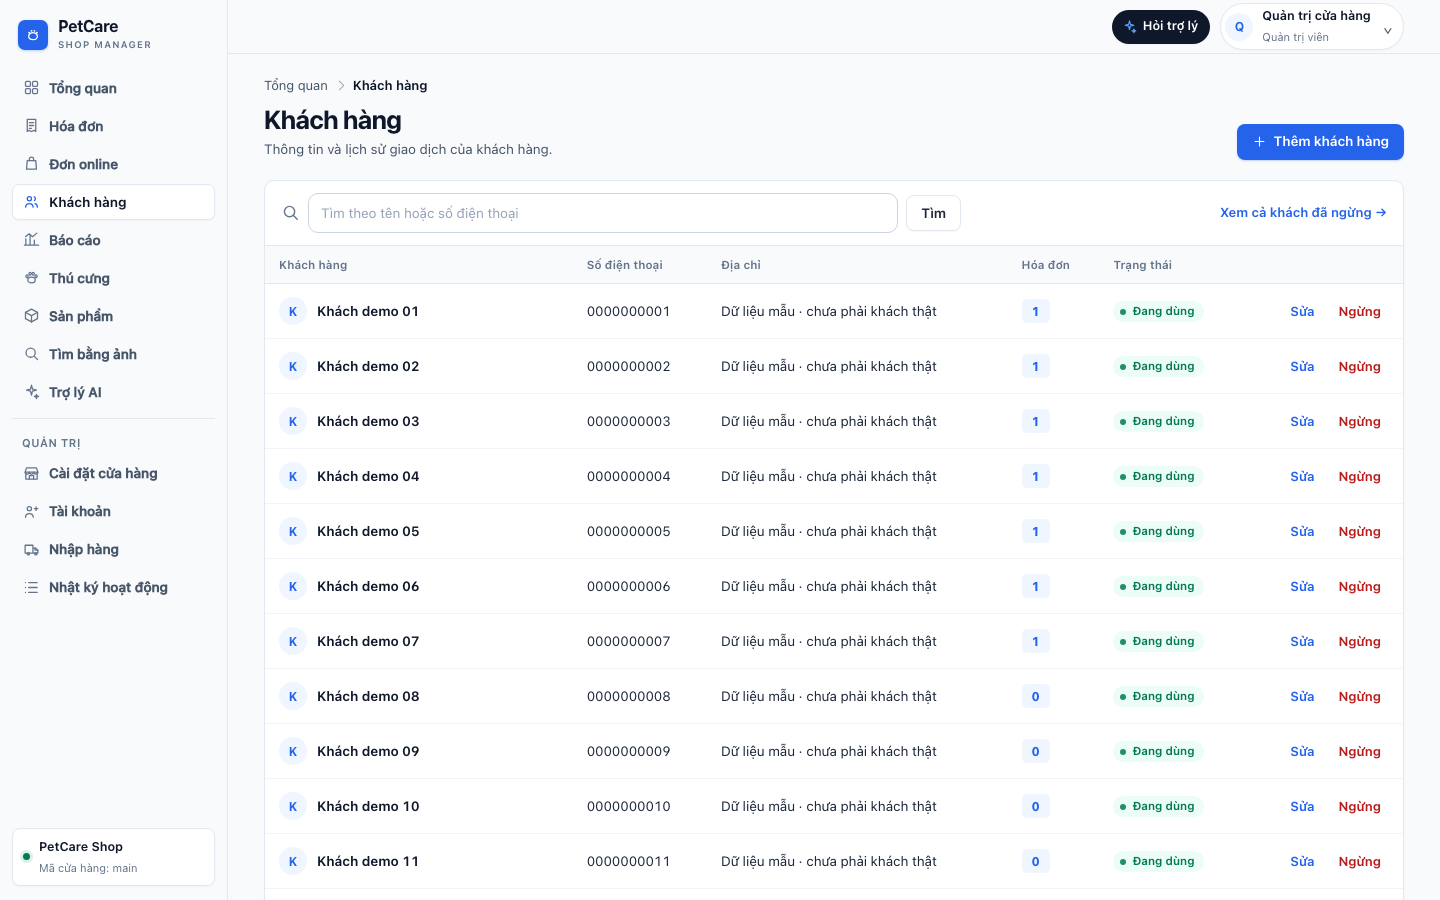 PetCare
SHOP MANAGER
Tổng quan
Hóa đơn
Đơn online
Khách hàng
Báo cáo
Thú cưng
Sản phẩm
Tìm bằng ảnh
Trợ lý AI
QUẢN TRỊ
Cài đặt cửa hàng
Tài khoản
Nhập hàng
Nhật ký hoạt động
PetCare Shop
Mã cửa hàng: main
Hỏi trợ lý
Q
Quản trị cửa hàng
Quản trị viên
Tổng quan > Khách hàng
Khách hàng
Thông tin và lịch sử giao dịch của khách hàng.
+ Thêm khách hàng
Tìm theo tên hoặc số điện thoại
Tìm
Xem cả khách đã ngừng →
Khách hàng Số điện thoại Địa chỉ Hóa đơn Trạng thái
K Khách demo 01 0000000001 Dữ liệu mẫu · chưa phải khách thật 1 Đang dùng Sửa Ngừng
K Khách demo 02 0000000002 Dữ liệu mẫu · chưa phải khách thật 1 Đang dùng Sửa Ngừng
K Khách demo 03 0000000003 Dữ liệu mẫu · chưa phải khách thật 1 Đang dùng Sửa Ngừng
K Khách demo 04 0000000004 Dữ liệu mẫu · chưa phải khách thật 1 Đang dùng Sửa Ngừng
K Khách demo 05 0000000005 Dữ liệu mẫu · chưa phải khách thật 1 Đang dùng Sửa Ngừng
K Khách demo 06 0000000006 Dữ liệu mẫu · chưa phải khách thật 1 Đang dùng Sửa Ngừng
K Khách demo 07 0000000007 Dữ liệu mẫu · chưa phải khách thật 1 Đang dùng Sửa Ngừng
K Khách demo 08 0000000008 Dữ liệu mẫu · chưa phải khách thật 0 Đang dùng Sửa Ngừng
K Khách demo 09 0000000009 Dữ liệu mẫu · chưa phải khách thật 0 Đang dùng Sửa Ngừng
K Khách demo 10 0000000010 Dữ liệu mẫu · chưa phải khách thật 0 Đang dùng Sửa Ngừng
K Khách demo 11 0000000011 Dữ liệu mẫu · chưa phải khách thật 0 Đang dùng Sửa Ngừng